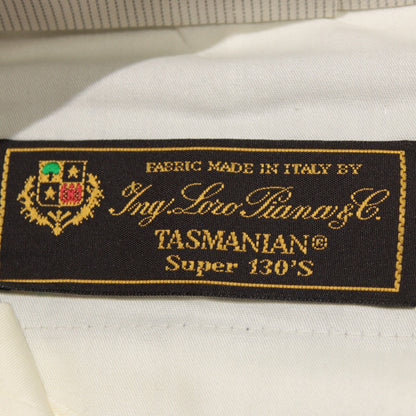 FABRIC MADE IN ITALY BY
Ing. Loro Piana & C.
TASMANIAN®
Super 130'S